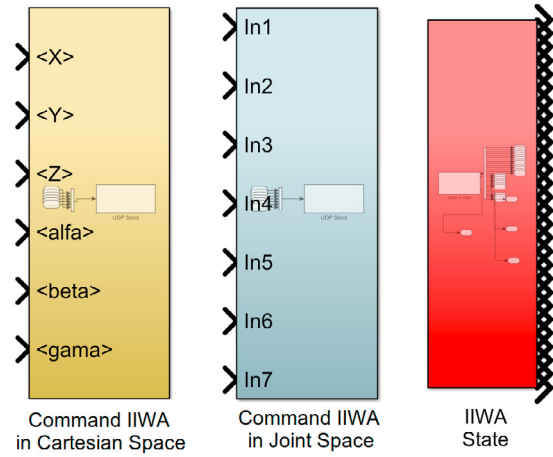 <X>
<Y>
<Z>
<alfa>
<beta>
<gama>
UDP Send
Command IIWA
in Cartesian Space
In1
In2
In3
In4
In5
In6
In7
UDP Send
Command IIWA
in Joint Space
IIWA
State